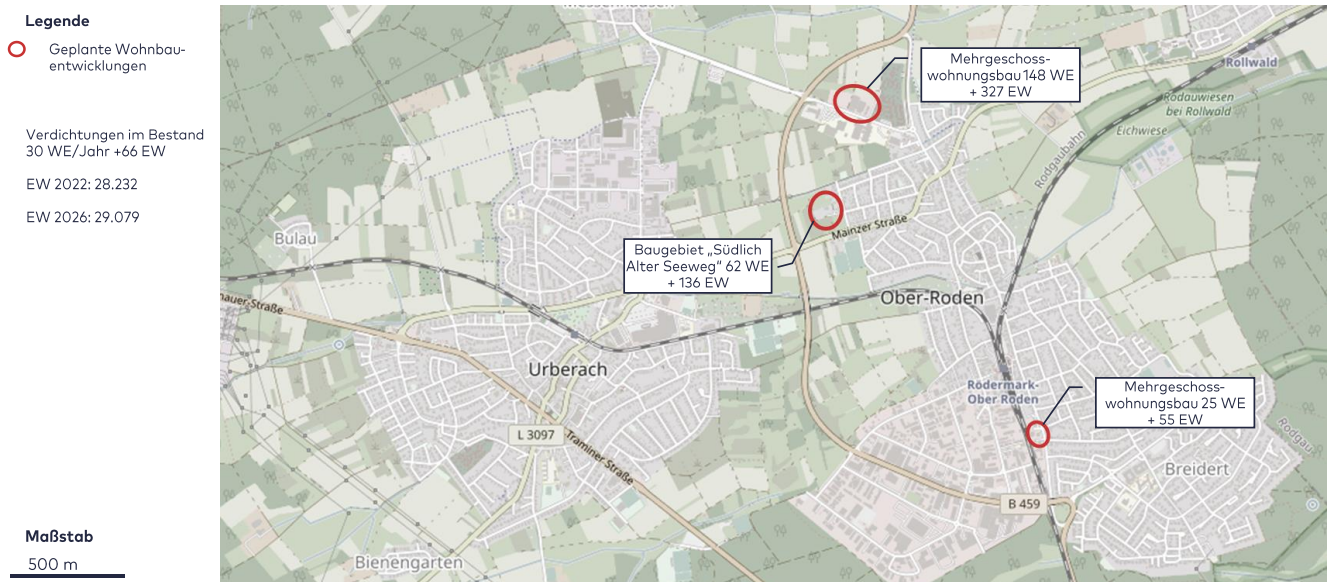 Legende
Geplante Wohnbau-
entwicklungen
Verdichtungen im Bestand
30 WE/Jahr +66 EW
EW 2022: 28.232
EW 2026: 29.079
Maßstab
500 m
Mehrgeschoss-
wohnungsbau 148 WE
+ 327 EW
Rollwald
Rodauwiesen
bei Rollwald
Eichwiese
Rodgaubahn
Mainzer Straße
Bulau
Baugebiet „Südlich
Alter Seeweg“ 62 WE
+ 136 EW
Ober-Roden
nauer-Straße
Urberach
Rödermark-
Ober Roden
Mehrgeschoss-
wohnungsbau 25 WE
+ 55 EW
L 3097
Traminer Straße
Rodgau
Breidert
B 459
Bienengarten